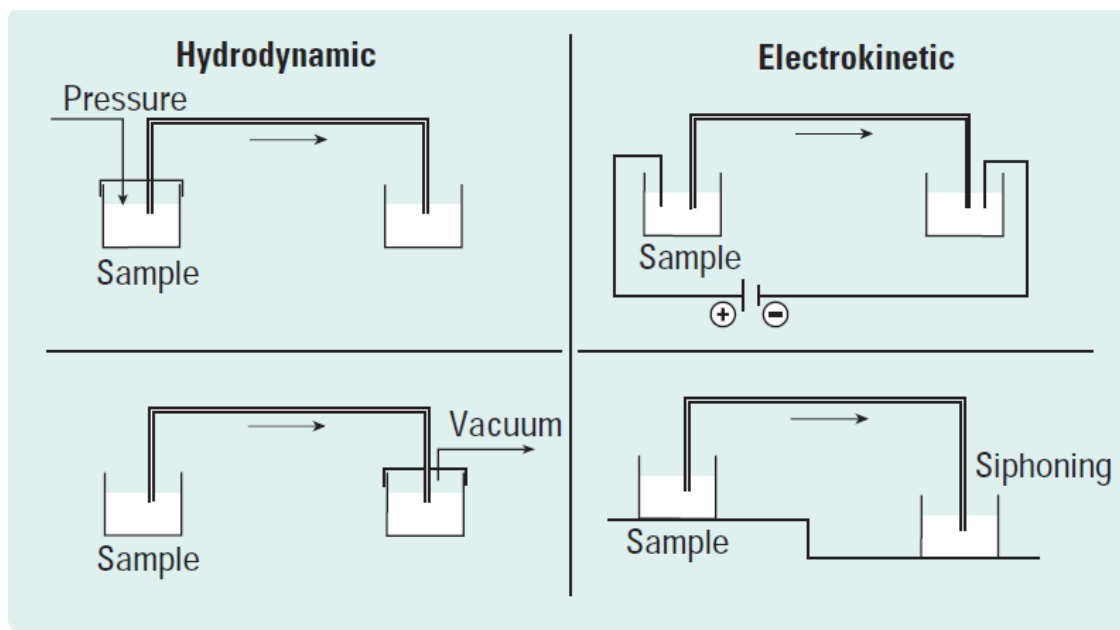 Hydrodynamic
Pressure
Sample
Electrokinetic
Sample
+ −
Vacuum
Sample
Siphoning
Sample